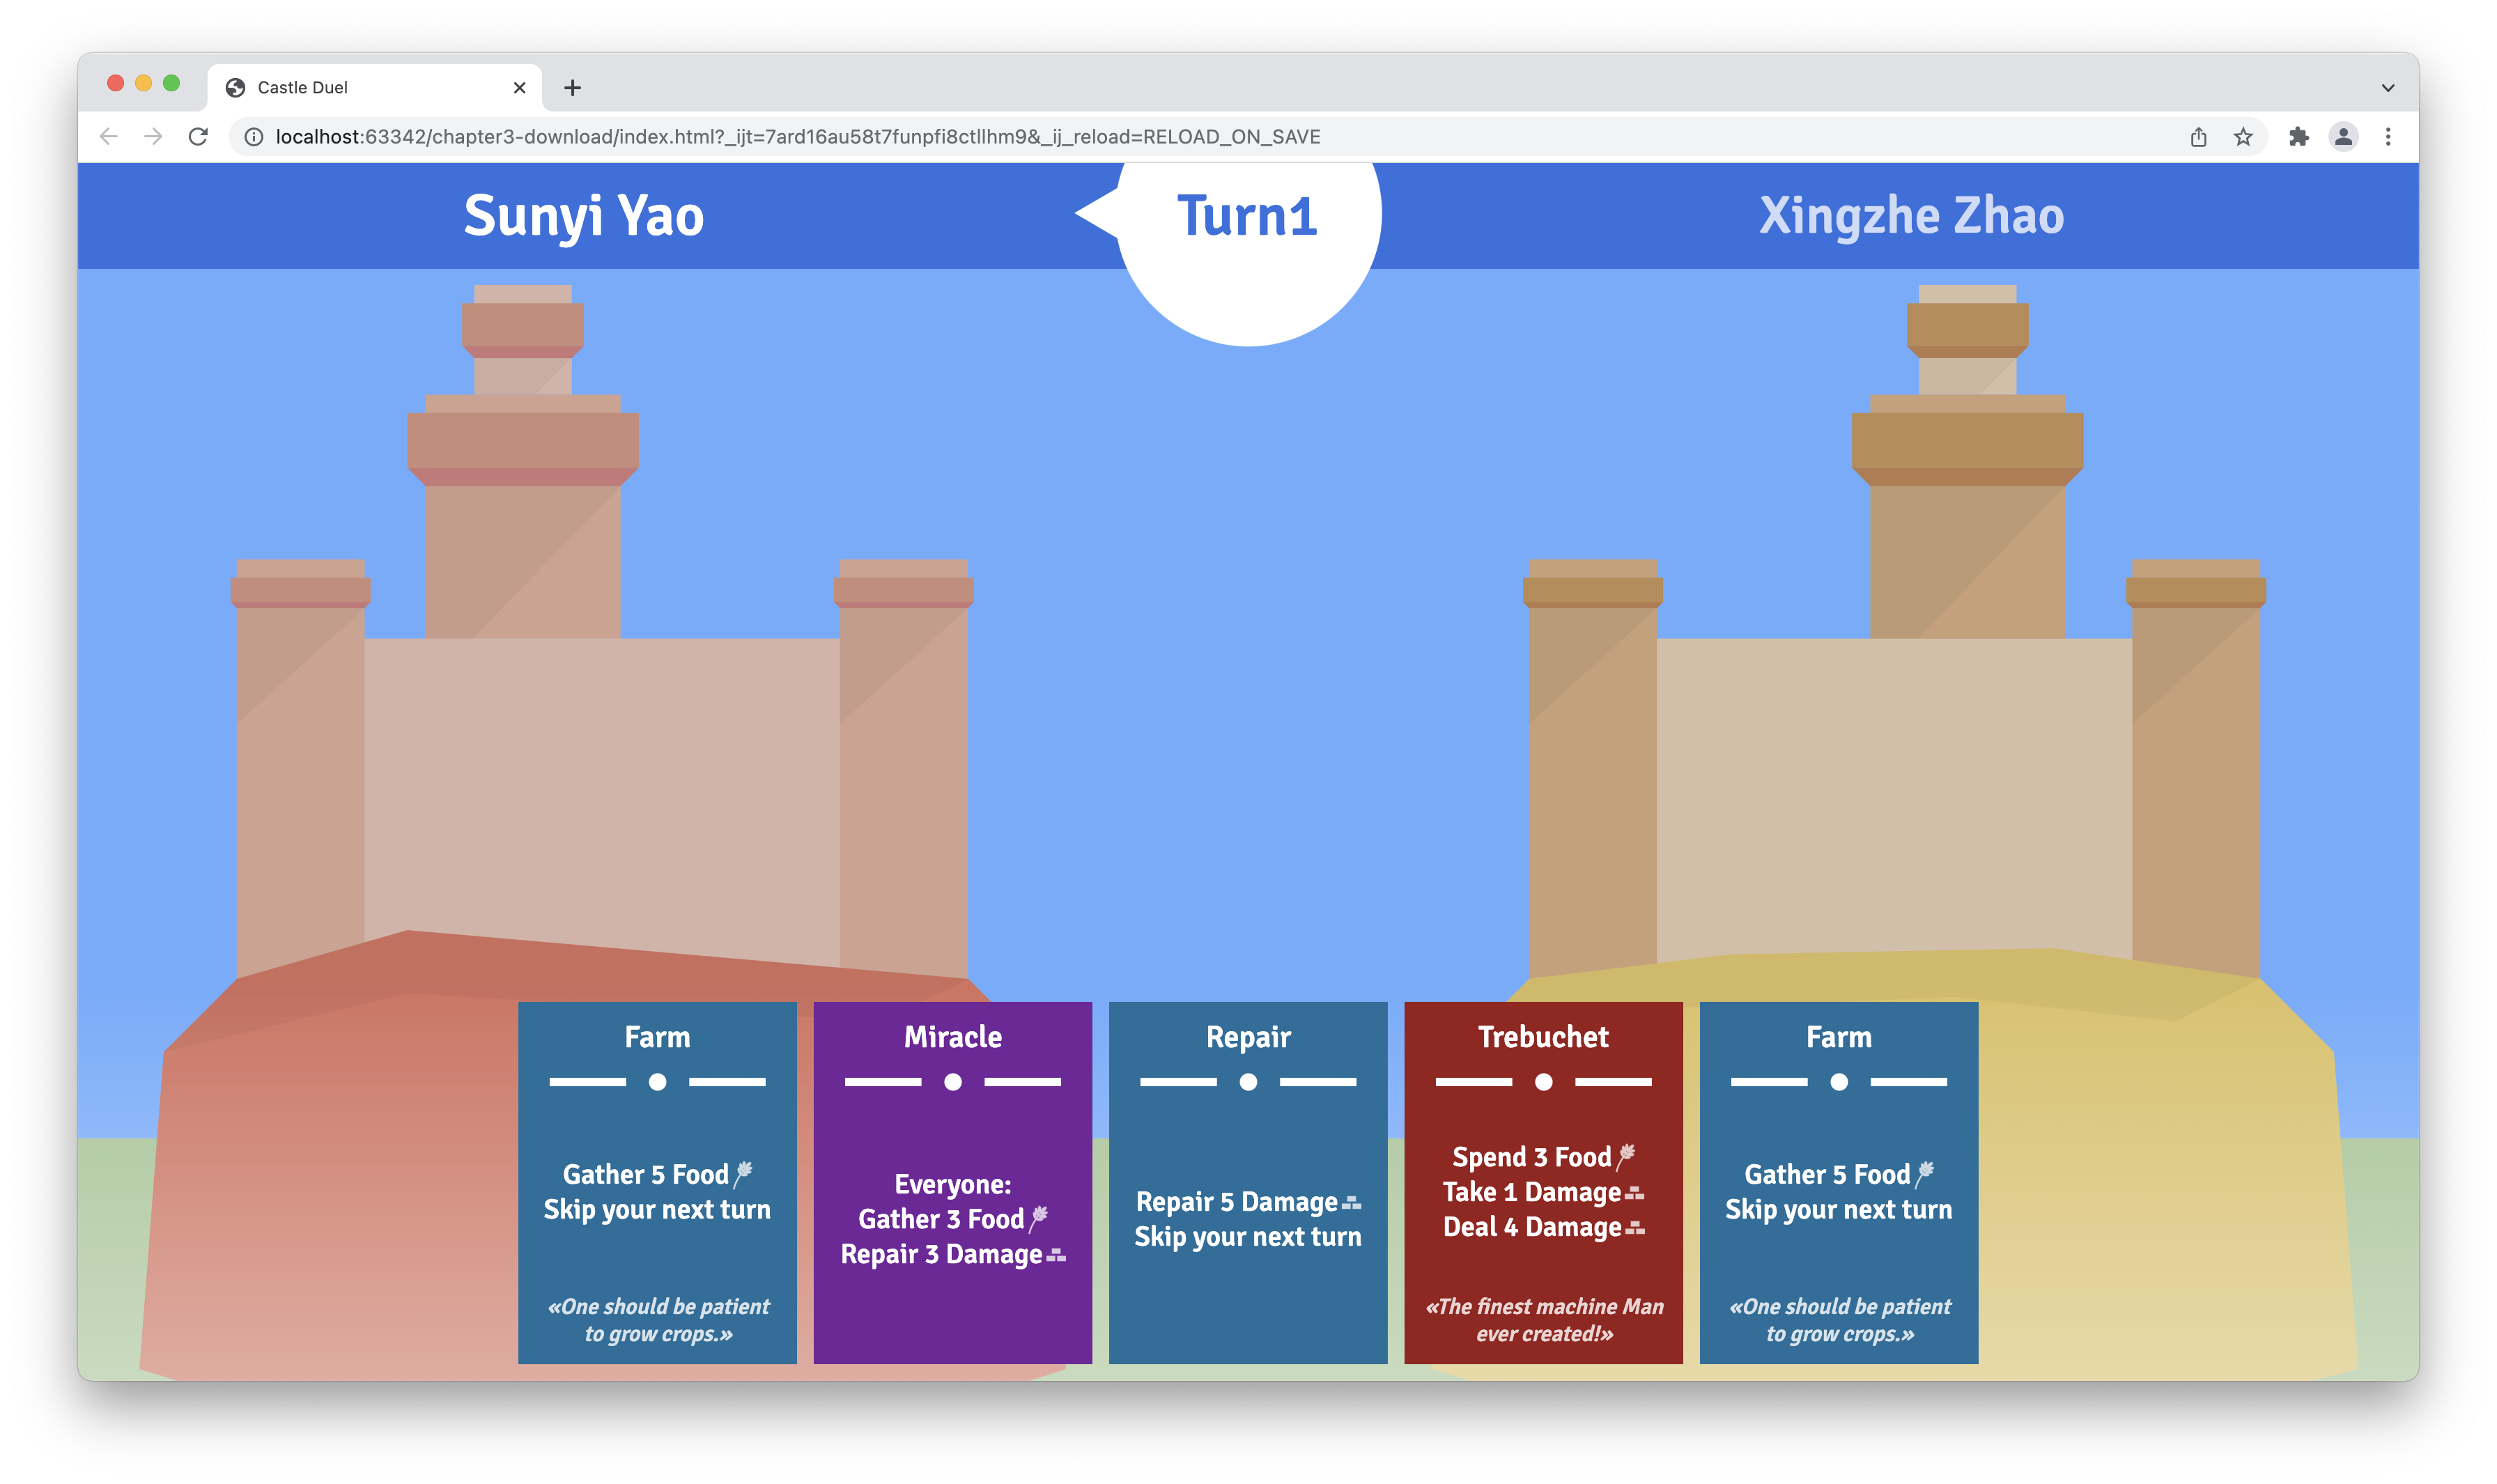 Castle Duel
localhost:63342/chapter3-download/index.html?_ijt=7ard16au58t7funpfi8ctllhm9&_ij_reload=RELOAD_ON_SAVE
Sunyi Yao
Turn1
Xingzhe Zhao
Farm
Gather 5 Food
Skip your next turn
«One should be patient
to grow crops.»
Miracle
Everyone:
Gather 3 Food
Repair 3 Damage
Repair
Repair 5 Damage
Skip your next turn
Trebuchet
Spend 3 Food
Take 1 Damage
Deal 4 Damage
«The finest machine Man
ever created!»
Farm
Gather 5 Food
Skip your next turn
«One should be patient
to grow crops.»